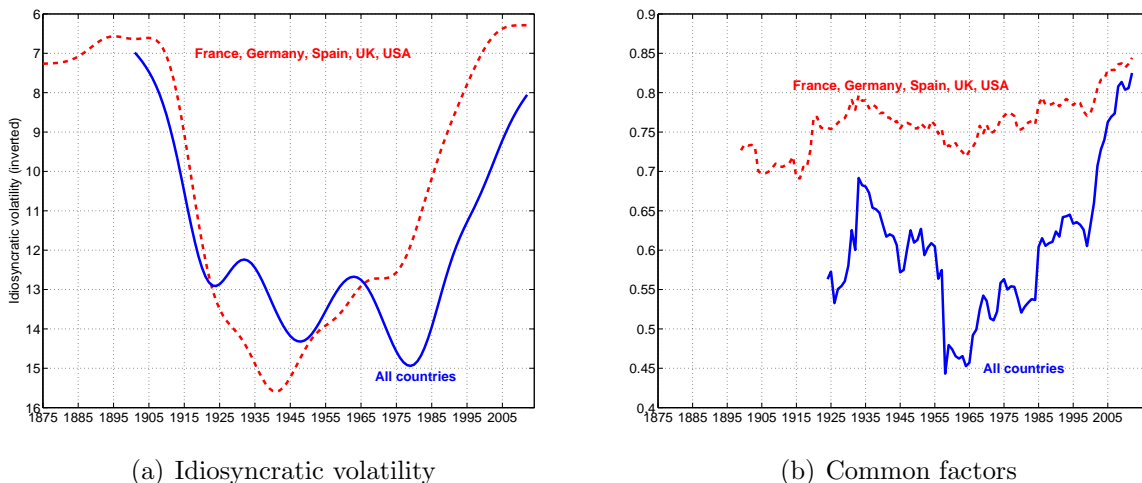 6
7
8
9
10
11
12
13
14
15
16
Idiosyncratic volatility (inverted)
France, Germany, Spain, UK, USA
All countries
1875 1885 1895 1905 1915 1925 1935 1945 1955 1965 1975 1985 1995 2005
(a) Idiosyncratic volatility
0.9
0.85
0.8
0.75
0.7
0.65
0.6
0.55
0.5
0.45
0.4
France, Germany, Spain, UK, USA
All countries
1895 1905 1915 1925 1935 1945 1955 1965 1975 1985 1995 2005
(b) Common factors